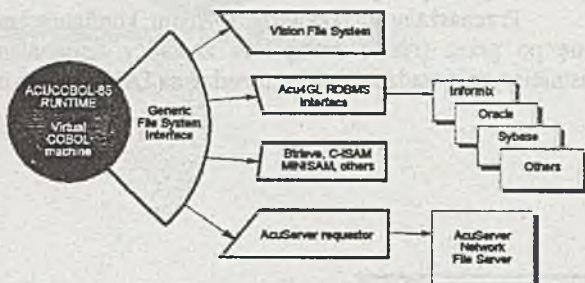 ACUCOBOL-85
RUNTIME
Virtual
COBOL
machine
Generic
File System
Interface
Vision File System
Acu4GL RDBMS
Interface
Btrieve, C-ISAM
MINISAM, others
AcuServer requestor
Informix
Oracle
Sybase
Others
AcuServer
Network
File Server